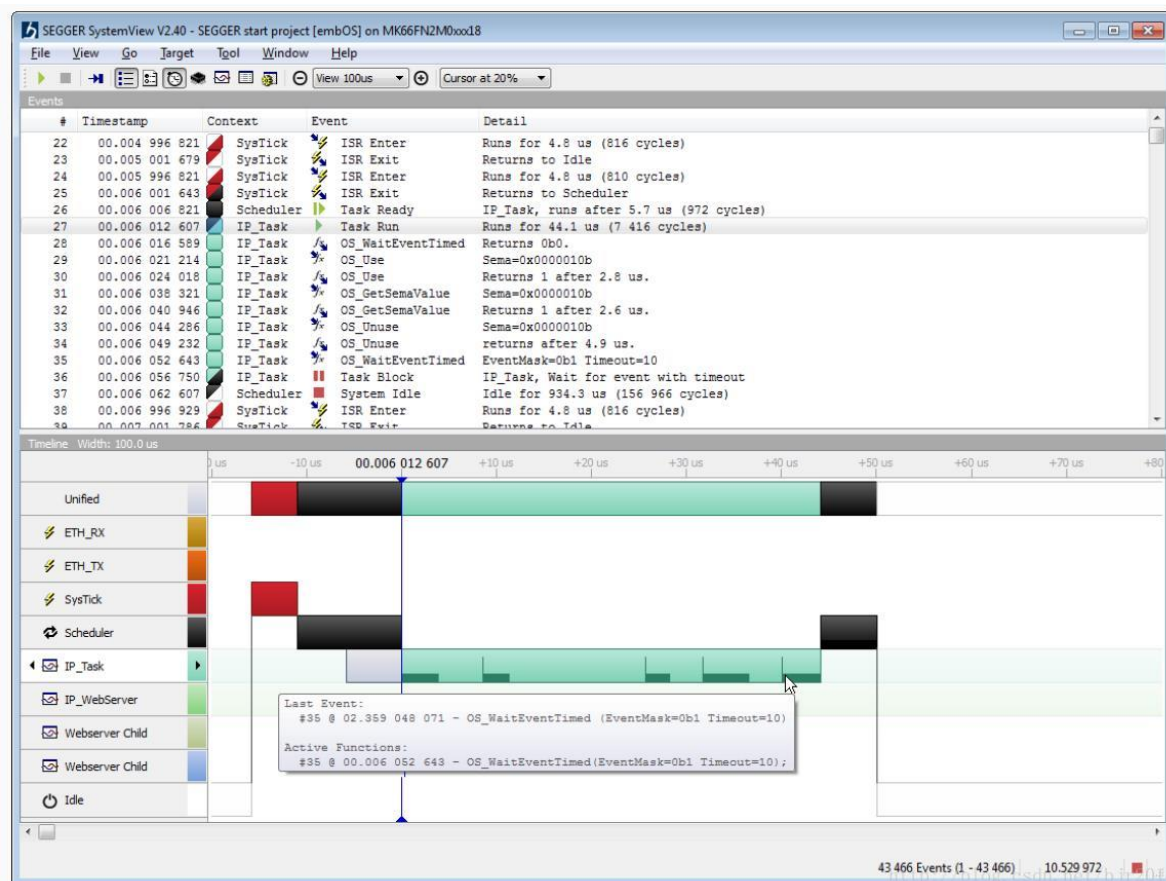 SEGGER SystemView V2.40 - SEGGER start project [embOS] on MK66FN2M0xxx18
File View Go Target Tool Window Help
View 100us Cursor at 20%
Events
# Timestamp Context Event Detail
22 00.004 996 821 SysTick ISR Enter Runs for 4.8 us (816 cycles)
23 00.005 001 679 SysTick ISR Exit Returns to Idle
24 00.005 996 821 SysTick ISR Enter Runs for 4.8 us (810 cycles)
25 00.006 001 643 SysTick ISR Exit Returns to Scheduler
26 00.006 006 821 Scheduler Task Ready IP_Task, runs after 5.7 us (972 cycles)
27 00.006 012 607 IP_Task Task Run Runs for 44.1 us (7 416 cycles)
28 00.006 016 589 IP_Task OS_WaitEventTimed Returns 0b0.
29 00.006 021 214 IP_Task OS_Use Sema=0x0000010b
30 00.006 024 018 IP_Task OS_Use Returns 1 after 2.8 us.
31 00.006 038 321 IP_Task OS_GetSemaValue Sema=0x0000010b
32 00.006 040 946 IP_Task OS_GetSemaValue Returns 1 after 2.6 us.
33 00.006 044 286 IP_Task OS_Unuse Sema=0x0000010b
34 00.006 049 232 IP_Task OS_Unuse returns after 4.9 us.
35 00.006 052 643 IP_Task OS_WaitEventTimed EventMask=0b1 Timeout=10
36 00.006 056 750 IP_Task Task Block IP_Task, Wait for event with timeout
37 00.006 062 607 Scheduler System Idle Idle for 934.3 us (156 966 cycles)
38 00.006 996 929 SysTick ISR Enter Runs for 4.8 us (816 cycles)
39 00.007 001 786 SysTick ISR Exit Returns to Idle
Timeline Width: 100.0 us
0 us -10 us 00.006 012 607 +10 us +20 us +30 us +40 us +50 us +60 us +70 us +80
Unified
ETH_RX
ETH_TX
SysTick
Scheduler
IP_Task
IP_WebServer
Last Event:
#35 @ 02.359 048 071 - OS_WaitEventTimed (EventMask=0b1 Timeout=10)
Webserver Child
Active Functions:
#35 @ 00.006 052 643 - OS_WaitEventTimed(EventMask=0b1 Timeout=10);
Webserver Child
Idle
43 466 Events (1 - 43 466) 10.529 972